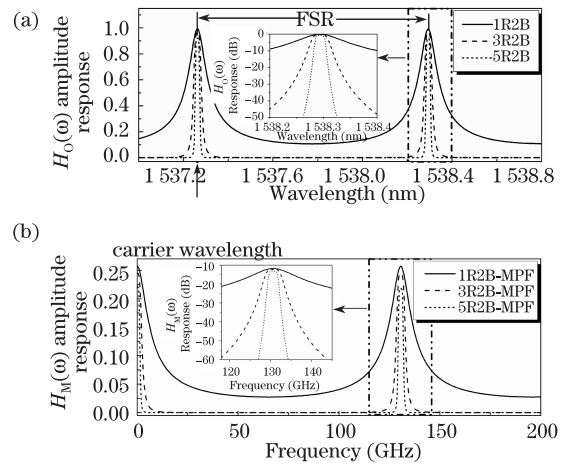 (a)
FSR
1R2B
3R2B
5R2B
H_O(ω) amplitude
response
1.0
0.8
0.6
0.4
0.2
0.0
H_O(ω)
Response (dB)
0
−10
−20
−30
−40
−50
1 538.2 1 538.3 1 538.4
Wavelength (nm)
1 537.2 1 537.6 1 538.0 1 538.4 1 538.8
Wavelength (nm)
(b)
carrier wavelength
1R2B-MPF
3R2B-MPF
5R2B-MPF
H_M(ω) amplitude
response
0.25
0.20
0.15
0.10
0.05
0.00
H_M(ω)
Response (dB)
−10
−20
−30
−40
−50
−60
120 130 140
Frequency (GHz)
0 50 100 150 200
Frequency (GHz)